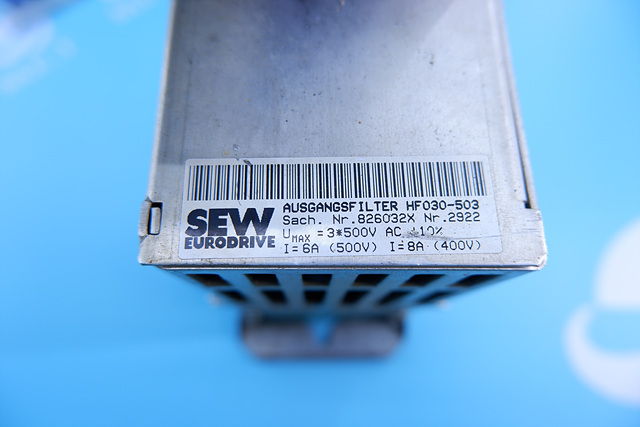 AUSGANGSFILTER HF030-503
Sach. Nr.826032X Nr.2922
SEW
EURODRIVE
UMAX =3*500V AC ±10%
I=6A (500V) I=8A (400V)